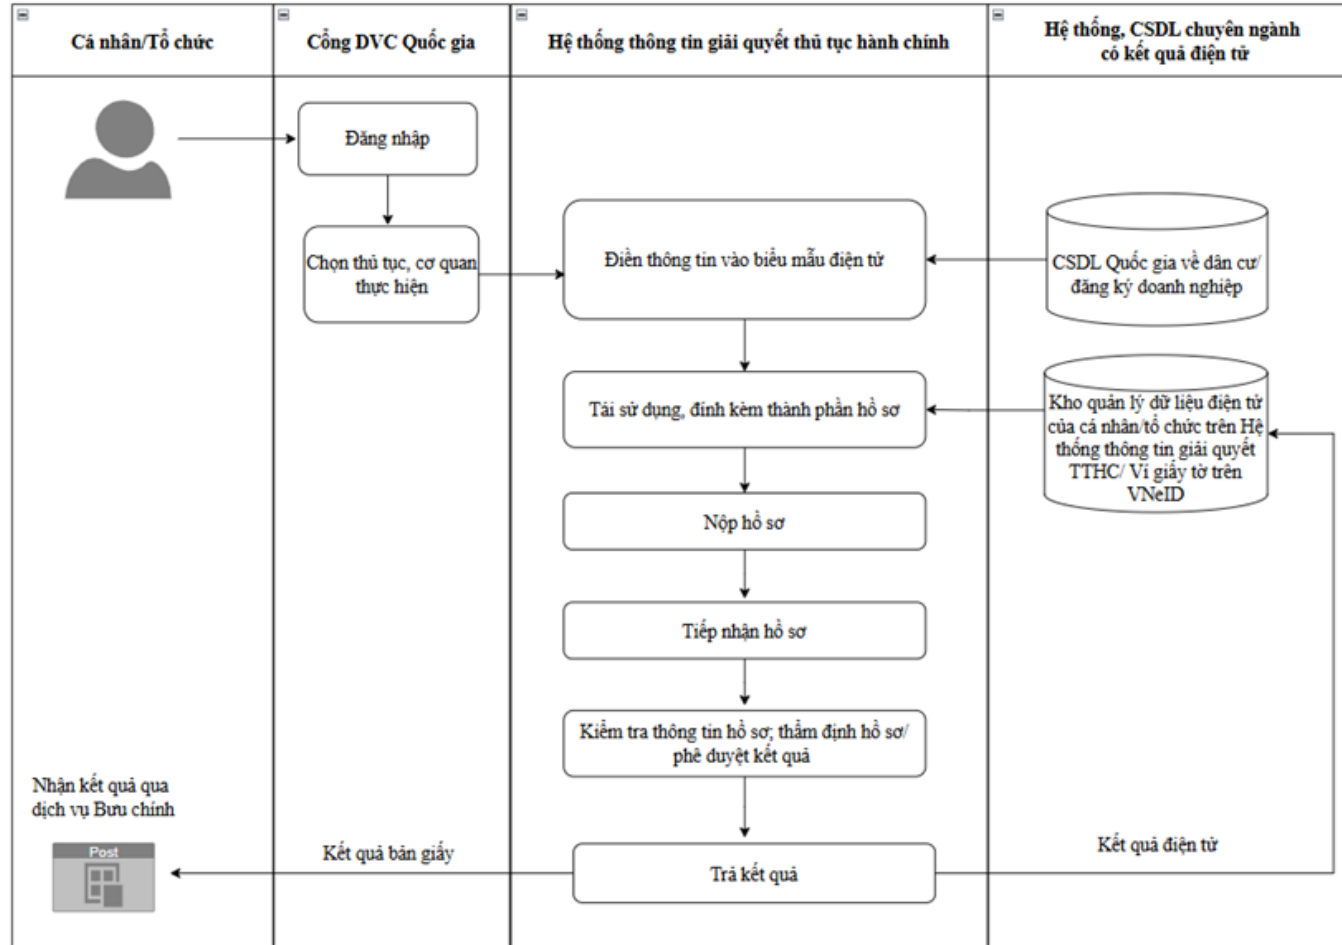 Cá nhân/Tổ chức
Cổng DVC Quốc gia
Hệ thống thông tin giải quyết thủ tục hành chính
Hệ thống, CSDL chuyên ngành
có kết quả điện tử
Đăng nhập
Chọn thủ tục, cơ quan
thực hiện
Điền thông tin vào biểu mẫu điện tử
CSDL Quốc gia về dân cư/
đăng ký doanh nghiệp
Tái sử dụng, đính kèm thành phần hồ sơ
Kho quản lý dữ liệu điện tử
của cá nhân/tổ chức trên Hệ
thống thông tin giải quyết
TTHC/ Ví giấy tờ trên
VNeID
Nộp hồ sơ
Tiếp nhận hồ sơ
Kiểm tra thông tin hồ sơ; thẩm định hồ sơ/
phê duyệt kết quả
Nhận kết quả qua
dịch vụ Bưu chính
Post
Kết quả bản giấy
Trả kết quả
Kết quả điện tử